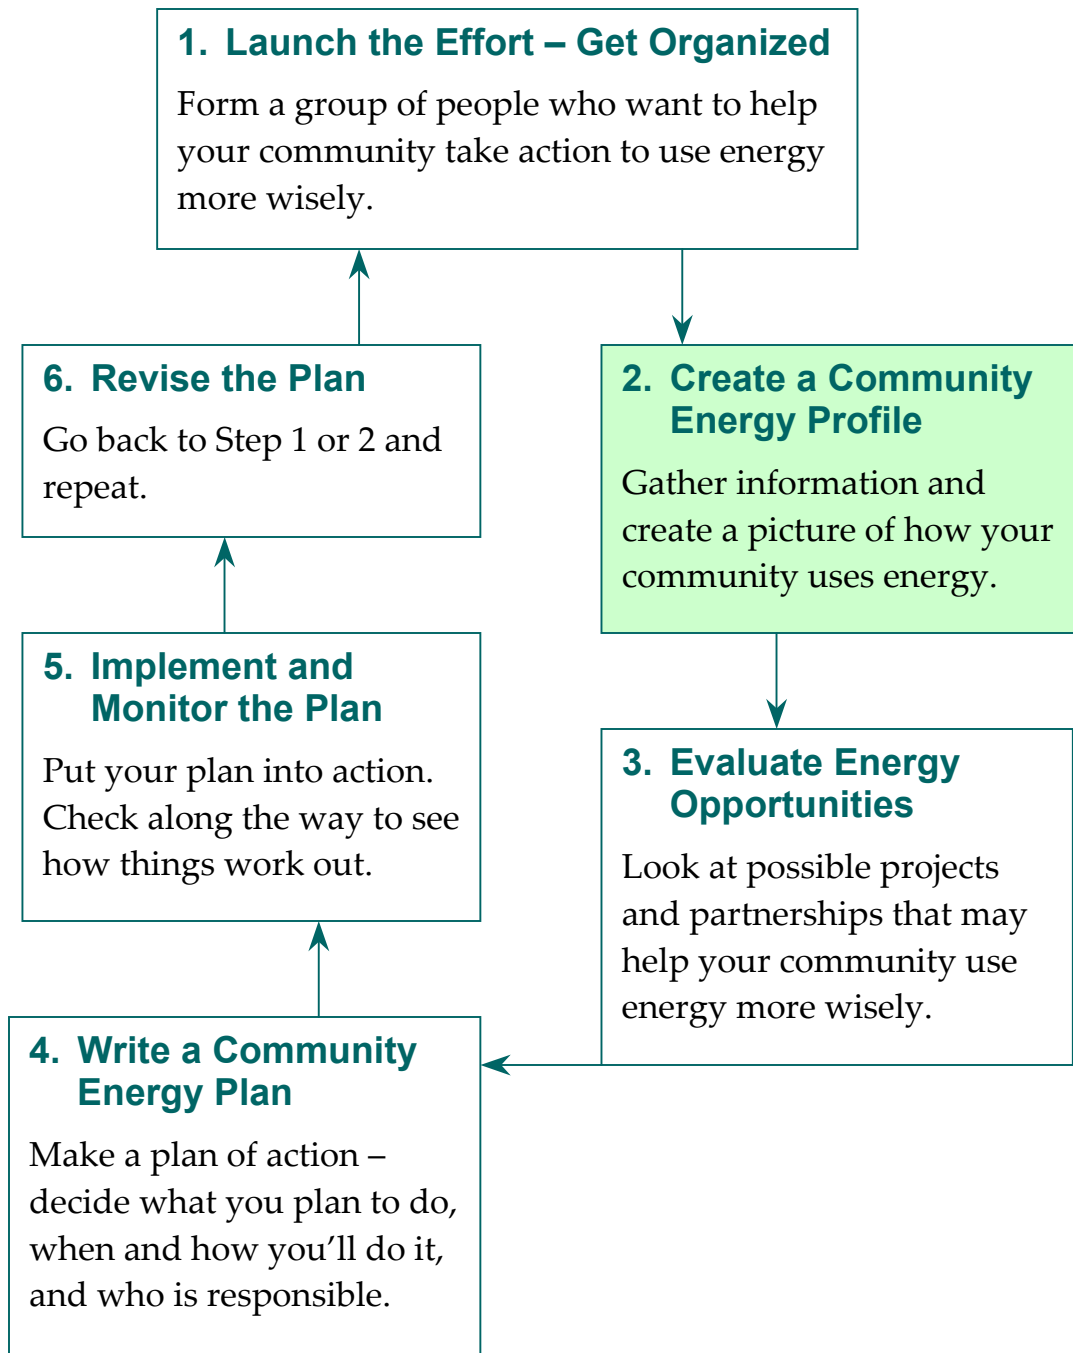 1. Launch the Effort – Get Organized
Form a group of people who want to help
your community take action to use energy
more wisely.
2. Create a Community
Energy Profile
Gather information and
create a picture of how your
community uses energy.
3. Evaluate Energy
Opportunities
Look at possible projects
and partnerships that may
help your community use
energy more wisely.
4. Write a Community
Energy Plan
Make a plan of action –
decide what you plan to do,
when and how you’ll do it,
and who is responsible.
5. Implement and
Monitor the Plan
Put your plan into action.
Check along the way to see
how things work out.
6. Revise the Plan
Go back to Step 1 or 2 and
repeat.